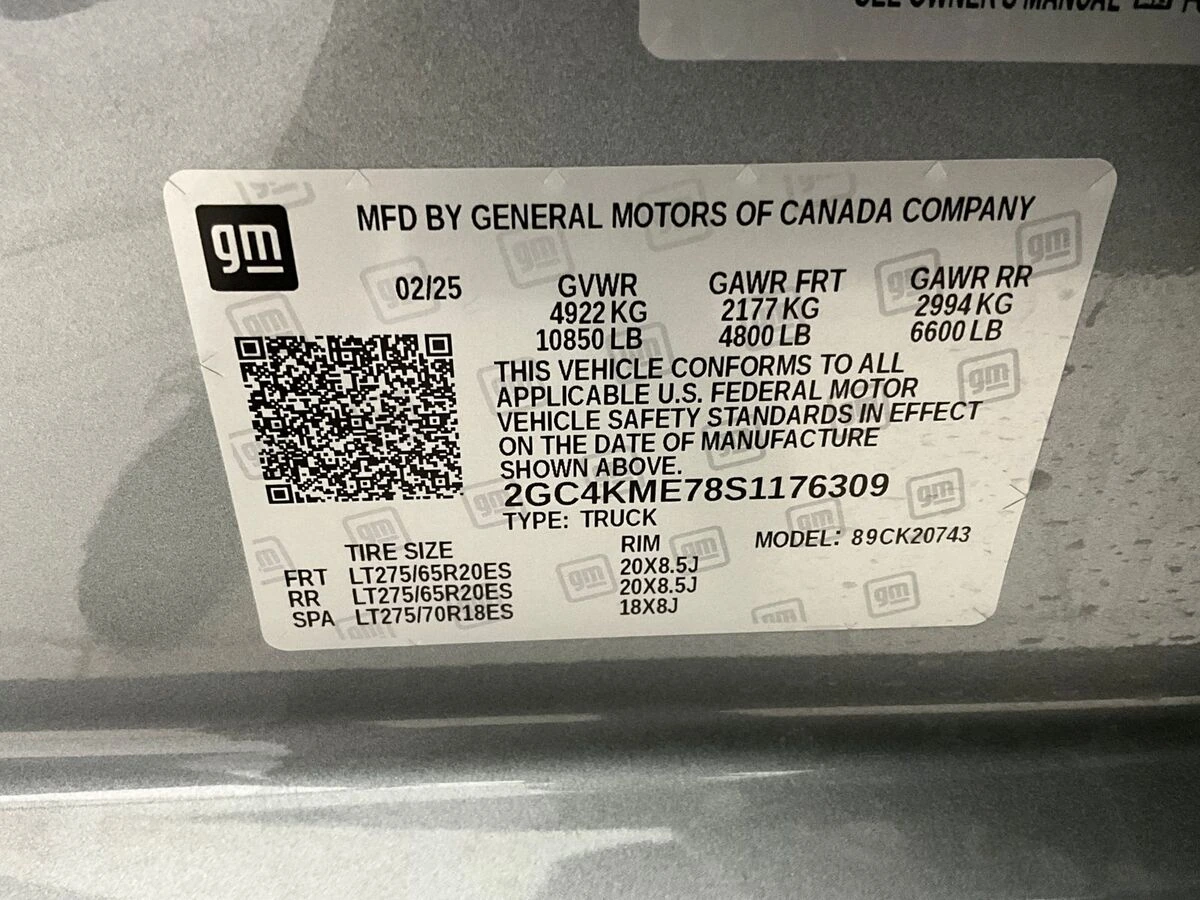 SEE OWNER'S MANUAL
gm
MFD BY GENERAL MOTORS OF CANADA COMPANY
02/25 GVWR GAWR FRT GAWR RR
4922 KG 2177 KG 2994 KG
10850 LB 4800 LB 6600 LB
THIS VEHICLE CONFORMS TO ALL
APPLICABLE U.S. FEDERAL MOTOR
VEHICLE SAFETY STANDARDS IN EFFECT
ON THE DATE OF MANUFACTURE
SHOWN ABOVE.
2GC4KME78S1176309
TYPE: TRUCK MODEL: 89CK20743
TIRE SIZE RIM
FRT LT275/65R20ES 20X8.5J
RR LT275/65R20ES 20X8.5J
SPA LT275/70R18ES 18X8J